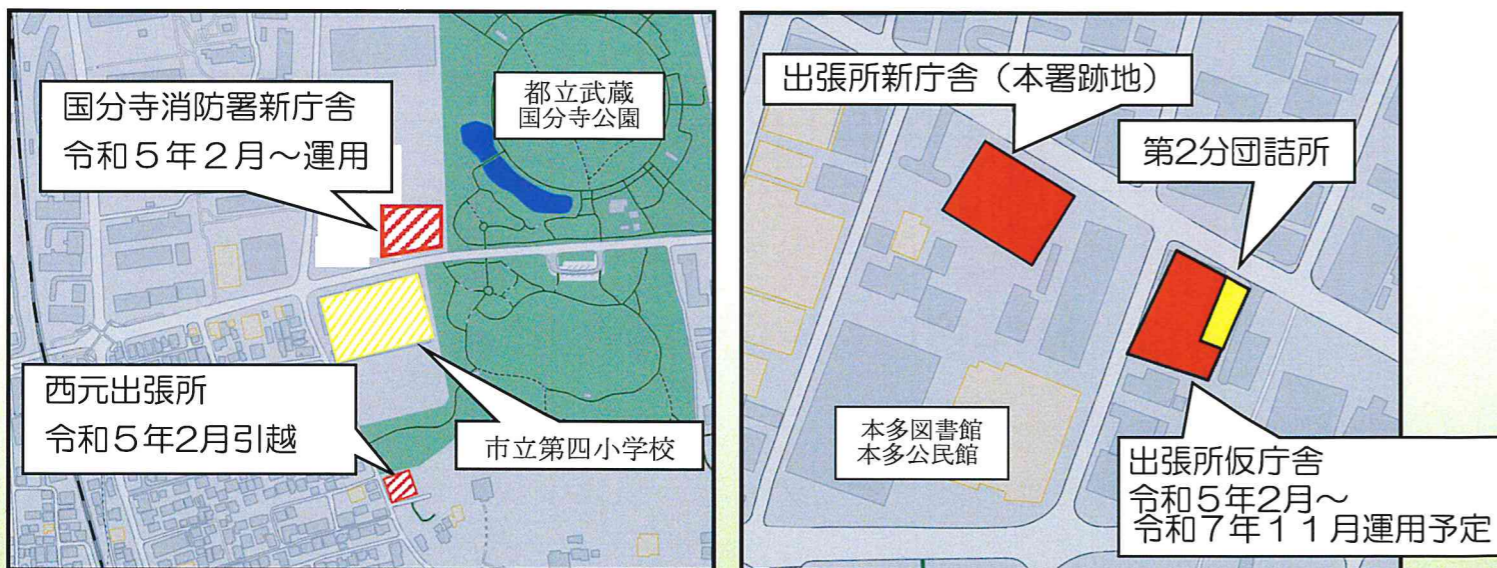 国分寺消防署新庁舎
令和５年２月～運用
都立武蔵
国分寺公園
西元出張所
令和５年2月引越
市立第四小学校
出張所新庁舎（本署跡地）
第2分団詰所
本多図書館
本多公民館
出張所仮庁舎
令和５年2月～
令和７年１１月運用予定